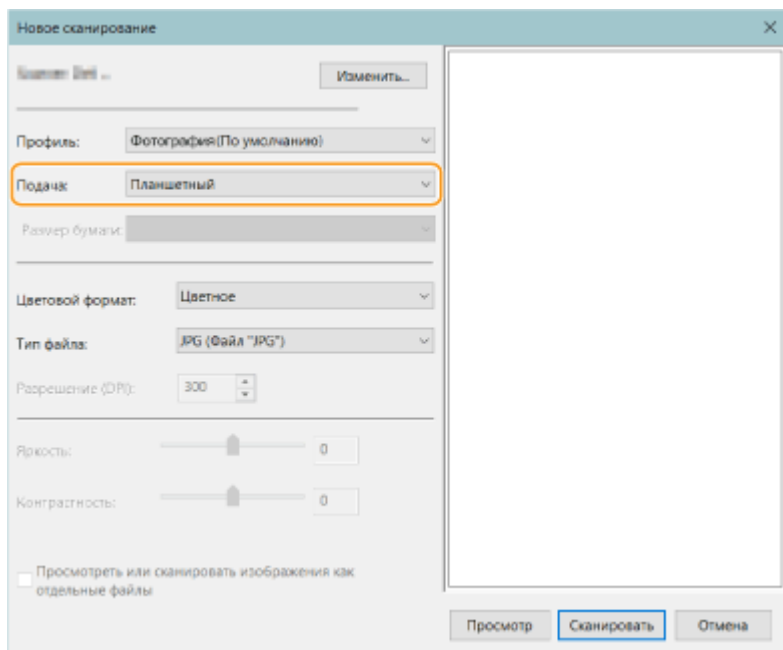 Новое сканирование
Изменить...
Профиль: Фотография(По умолчанию)
Подача: Планшетный
Размер бумаги:
Цветовой формат: Цветное
Тип файла: JPG (Файл "JPG")
Разрешение (DPI): 300
Яркость: 0
Контрастность: 0
Просмотреть или сканировать изображения как
отдельные файлы
Просмотр Сканировать Отмена